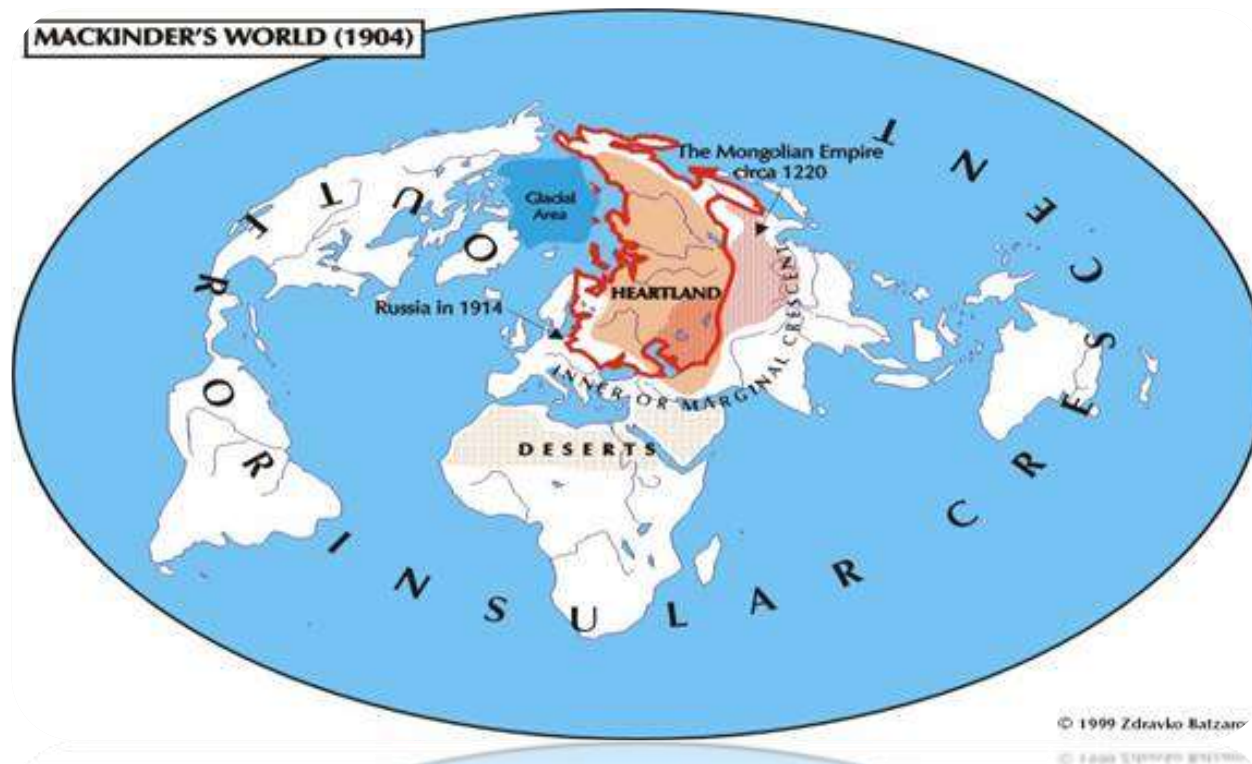 MACKINDER'S WORLD (1904)
The Mongolian Empire
circa 1220
Glacial
Area
HEARTLAND
Russia in 1914
INNER OR MARGINAL CRESCENT
DESERTS
OUTER OR INSULAR CRESCENT
© 1999 Zdravko